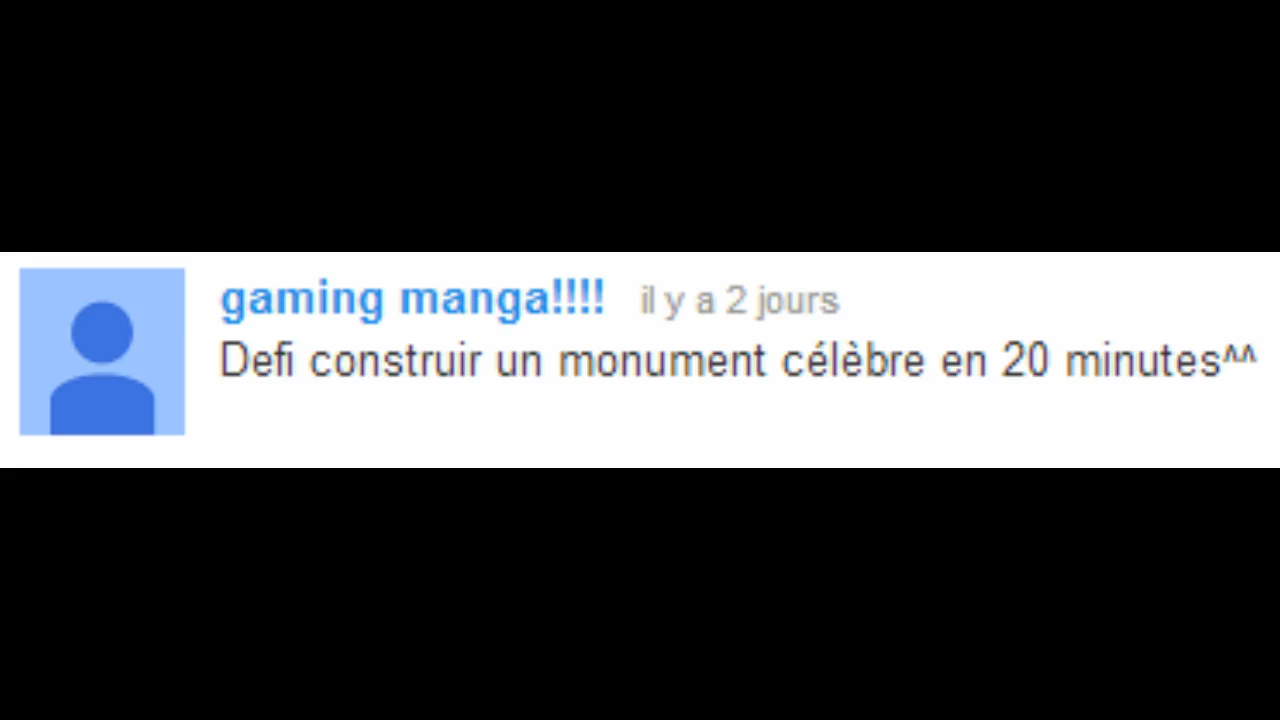 gaming manga!!!! il y a 2 jours
Defi construir un monument célèbre en 20 minutes^^